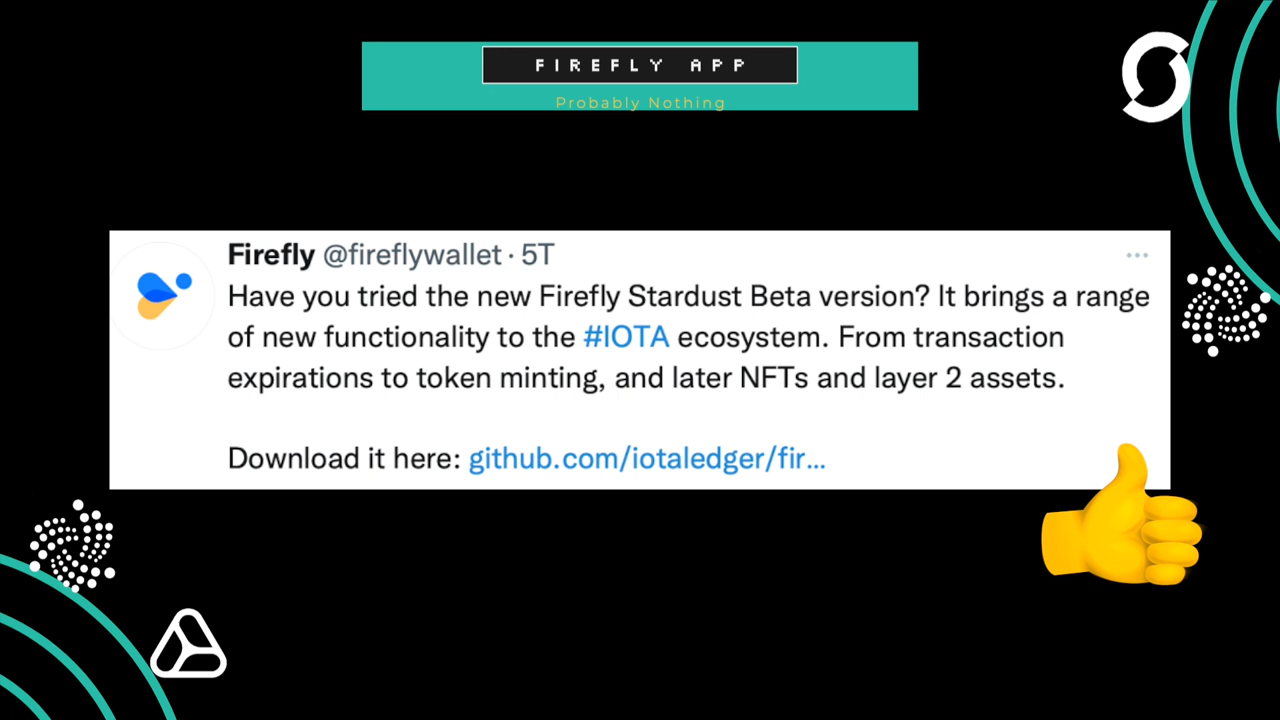 FIREFLY APP
Probably Nothing
Firefly @fireflywallet · 5T
Have you tried the new Firefly Stardust Beta version? It brings a range
of new functionality to the #IOTA ecosystem. From transaction
expirations to token minting, and later NFTs and layer 2 assets.
Download it here: github.com/iotaledger/fir...